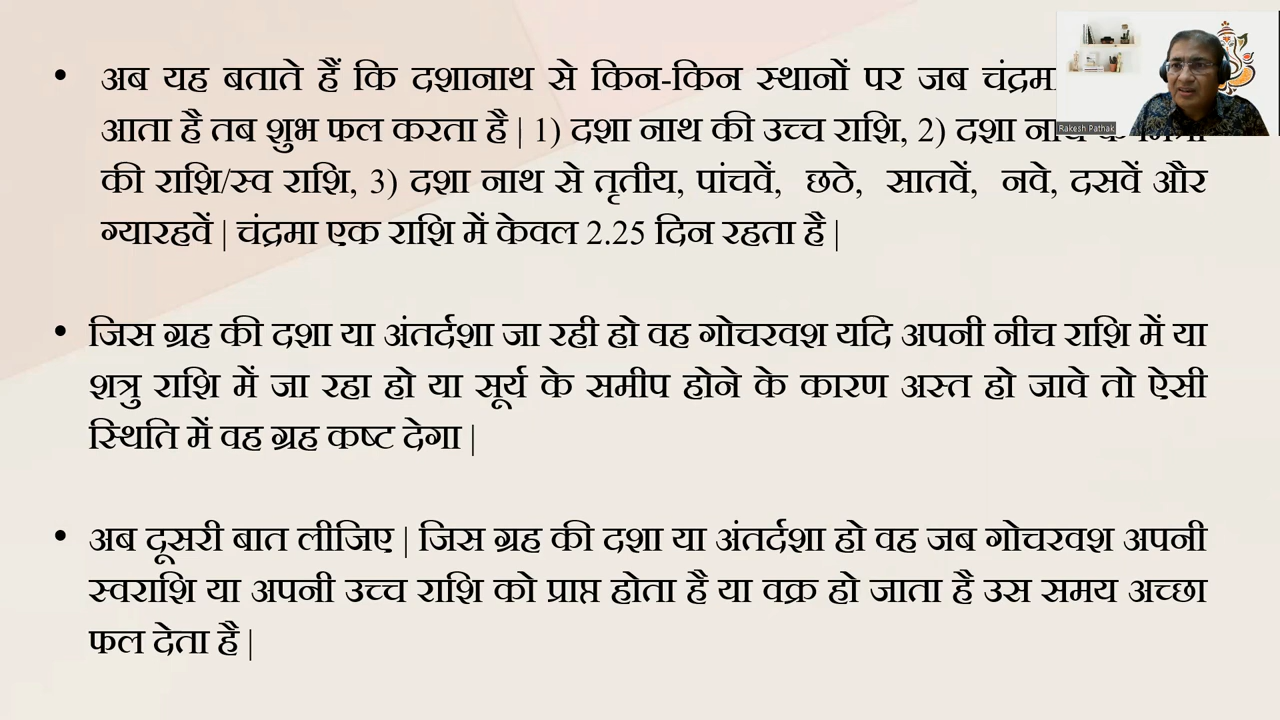 अब यह बताते हैं कि दशानाथ से किन-किन स्थानों पर जब चंद्रमा
आता है तब शुभ फल करता है | 1) दशा नाथ की उच्च राशि, 2) दशा
की राशि/स्व राशि, 3) दशा नाथ से तृतीय, पांचवें, छठे, सातवें, नवे, दसवें और
ग्यारहवें | चंद्रमा एक राशि में केवल 2.25 दिन रहता है |
जिस ग्रह की दशा या अंतर्दशा जा रही हो वह गोचरवश यदि अपनी नीच राशि में या
शत्रु राशि में जा रहा हो या सूर्य के समीप होने के कारण अस्त हो जावे तो ऐसी
स्थिति में वह ग्रह कष्ट देगा |
अब दूसरी बात लीजिए | जिस ग्रह की दशा या अंतर्दशा हो वह जब गोचरवश अपनी
स्वराशि या अपनी उच्च राशि को प्राप्त होता है या वक्र हो जाता है उस समय अच्छा
फल देता है |
Rakesh Pathak